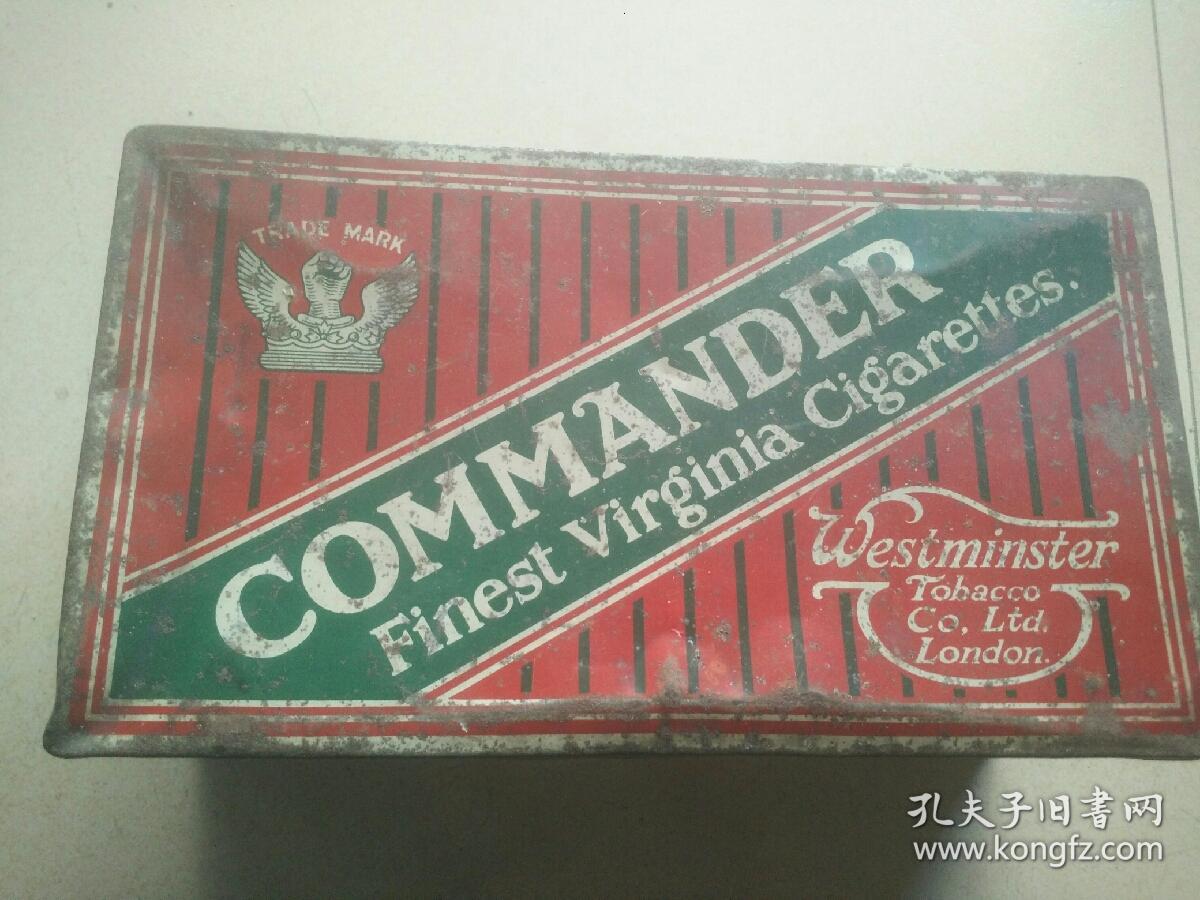 TRADE MARK
COMMANDER
Finest Virginia Cigarettes.
Westminster
Tobacco
Co, Ltd.
London.
孔夫子旧书网
www.kongfz.com